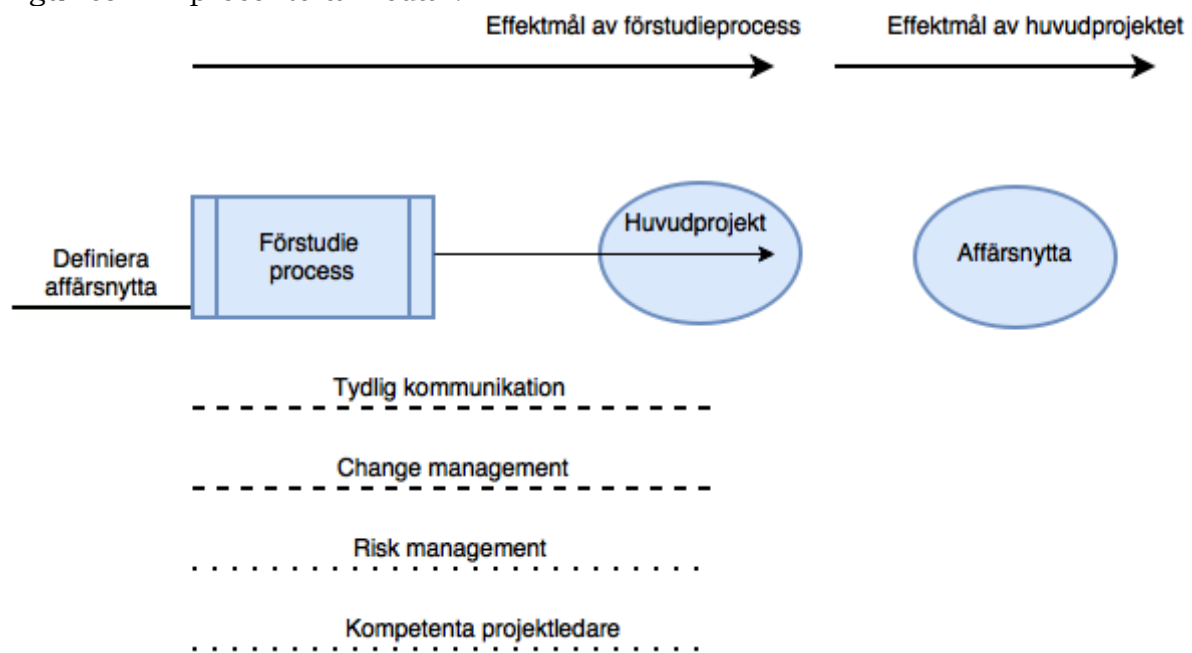 Effektmål av förstudieprocess
Effektmål av huvudprojektet
Definiera
affärsnytta
Förstudie
process
Huvudprojekt
Affärsnytta
Tydlig kommunikation
Change management
Risk management
Kompetenta projektledare